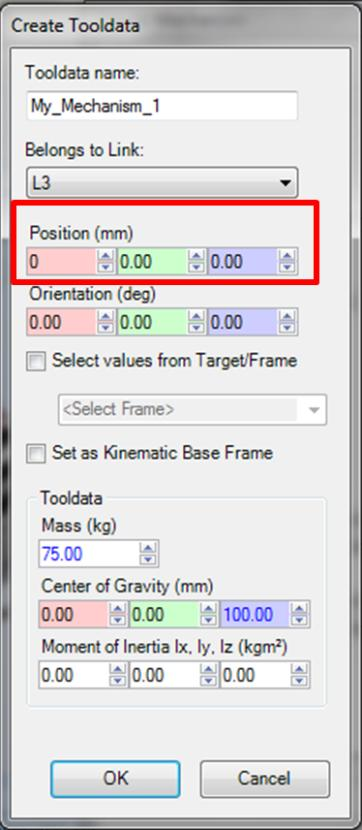 Create Tooldata
Tooldata name:
My_Mechanism_1
Belongs to Link:
L3
Position (mm)
0 0.00 0.00
Orientation (deg)
0.00 0.00 0.00
Select values from Target/Frame
<Select Frame>
Set as Kinematic Base Frame
Tooldata
Mass (kg)
75.00
Center of Gravity (mm)
0.00 0.00 100.00
Moment of Inertia Ix, Iy, Iz (kgm²)
0.00 0.00 0.00
OK Cancel